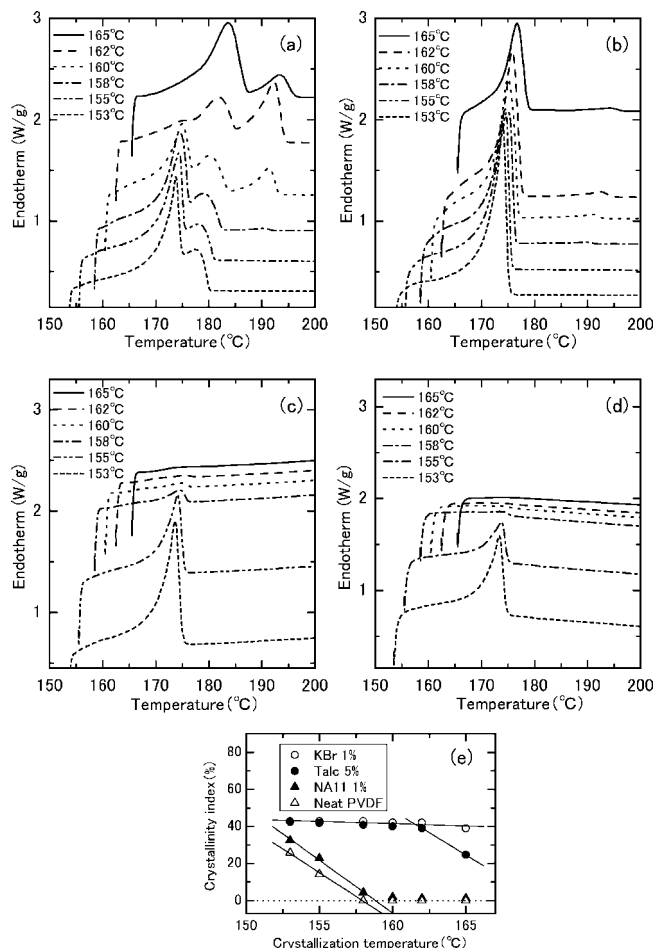 (a)
165℃
162℃
160℃
158℃
155℃
153℃
Endotherm (W/g)
3
2
1
150 160 170 180 190 200
Temperature(℃)
(b)
165℃
162℃
160℃
158℃
155℃
153℃
Endotherm (W/g)
3
2
1
150 160 170 180 190 200
Temperature(℃)
(c)
165℃
162℃
160℃
158℃
155℃
153℃
Endotherm (W/g)
3
2
1
150 160 170 180 190 200
Temperature(℃)
(d)
165℃
162℃
160℃
158℃
155℃
153℃
Endotherm (W/g)
3
2
1
150 160 170 180 190 200
Temperature(℃)
(e)
KBr 1%
Talc 5%
NA11 1%
Neat PVDF
Crystallinity index(%)
80
60
40
20
0
150 155 160 165
Crystallization temperature(℃)